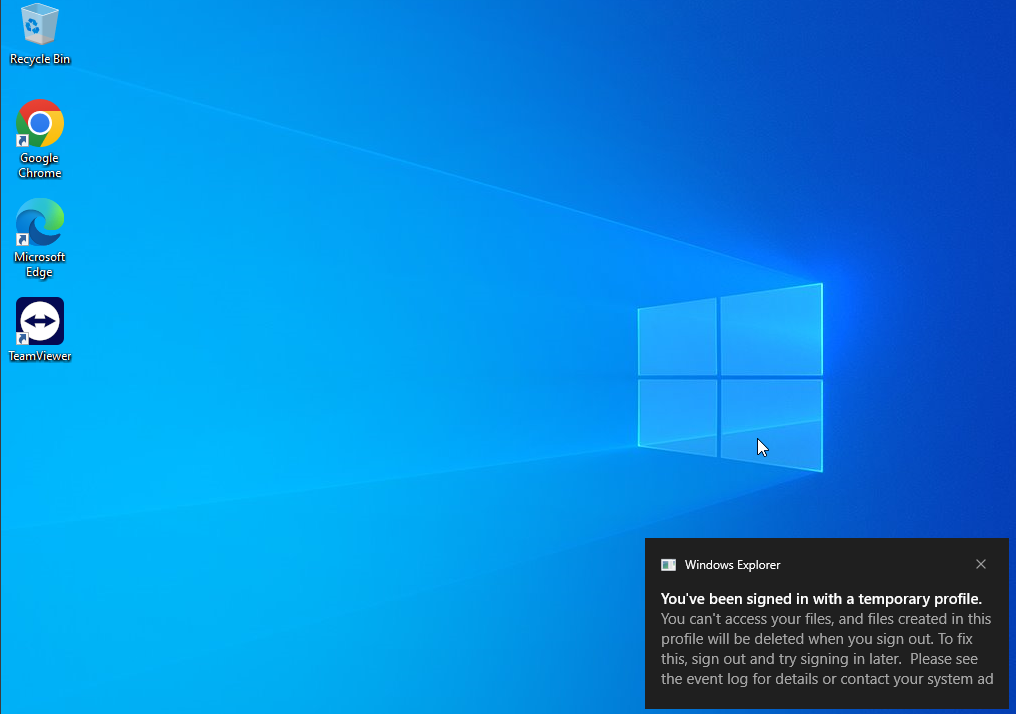 Recycle Bin
Google
Chrome
Microsoft
Edge
TeamViewer
Windows Explorer
You've been signed in with a temporary profile.
You can't access your files, and files created in this
profile will be deleted when you sign out. To fix
this, sign out and try signing in later.  Please see
the event log for details or contact your system ad